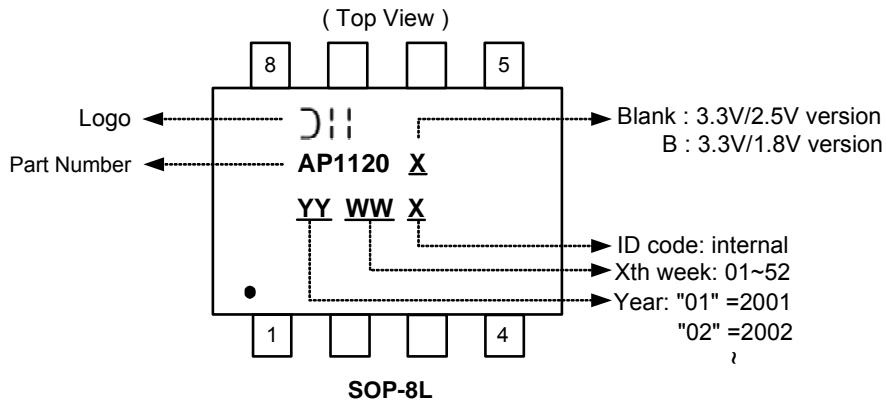 ( Top View )
8 5
Logo
Blank : 3.3V/2.5V version
B : 3.3V/1.8V version
Part Number
AP1120 X
YY WW X
ID code: internal
Xth week: 01~52
Year: "01" =2001
"02" =2002
~
1 4
SOP-8L